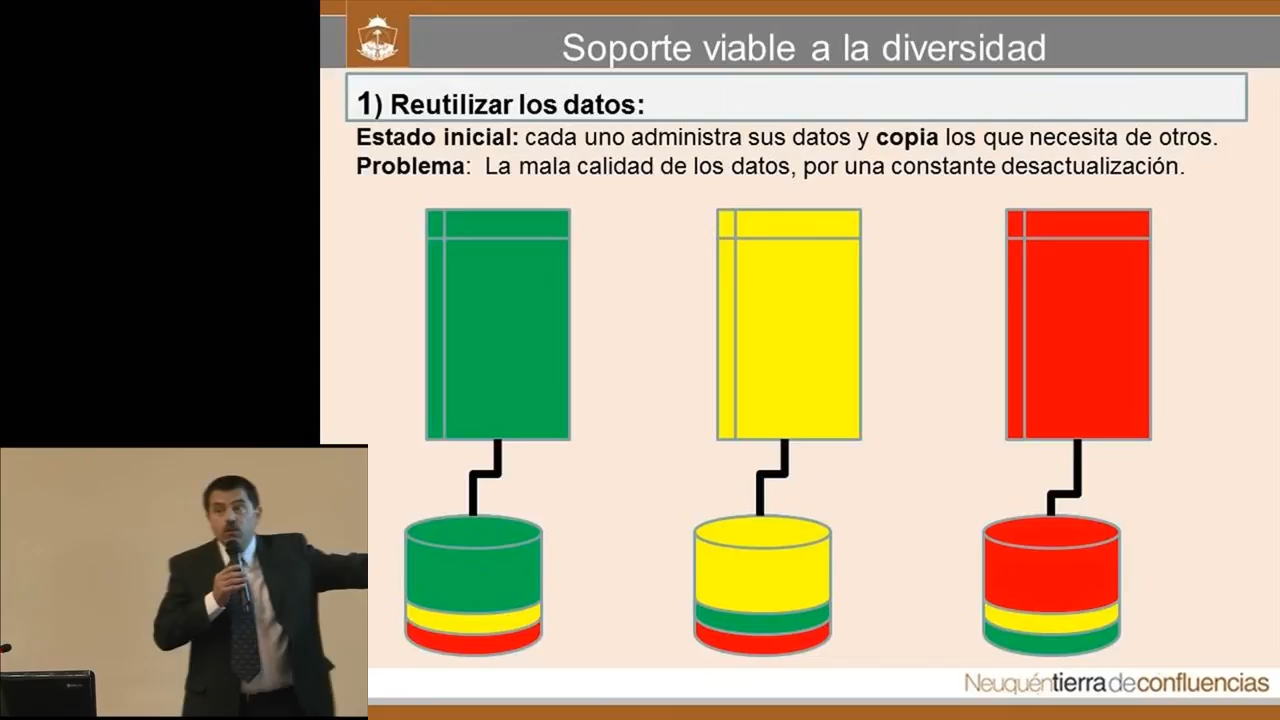 Soporte viable a la diversidad
1) Reutilizar los datos:
Estado inicial: cada uno administra sus datos y copia los que necesita de otros.
Problema:  La mala calidad de los datos, por una constante desactualización.
Neuquéntierradeconfluencias